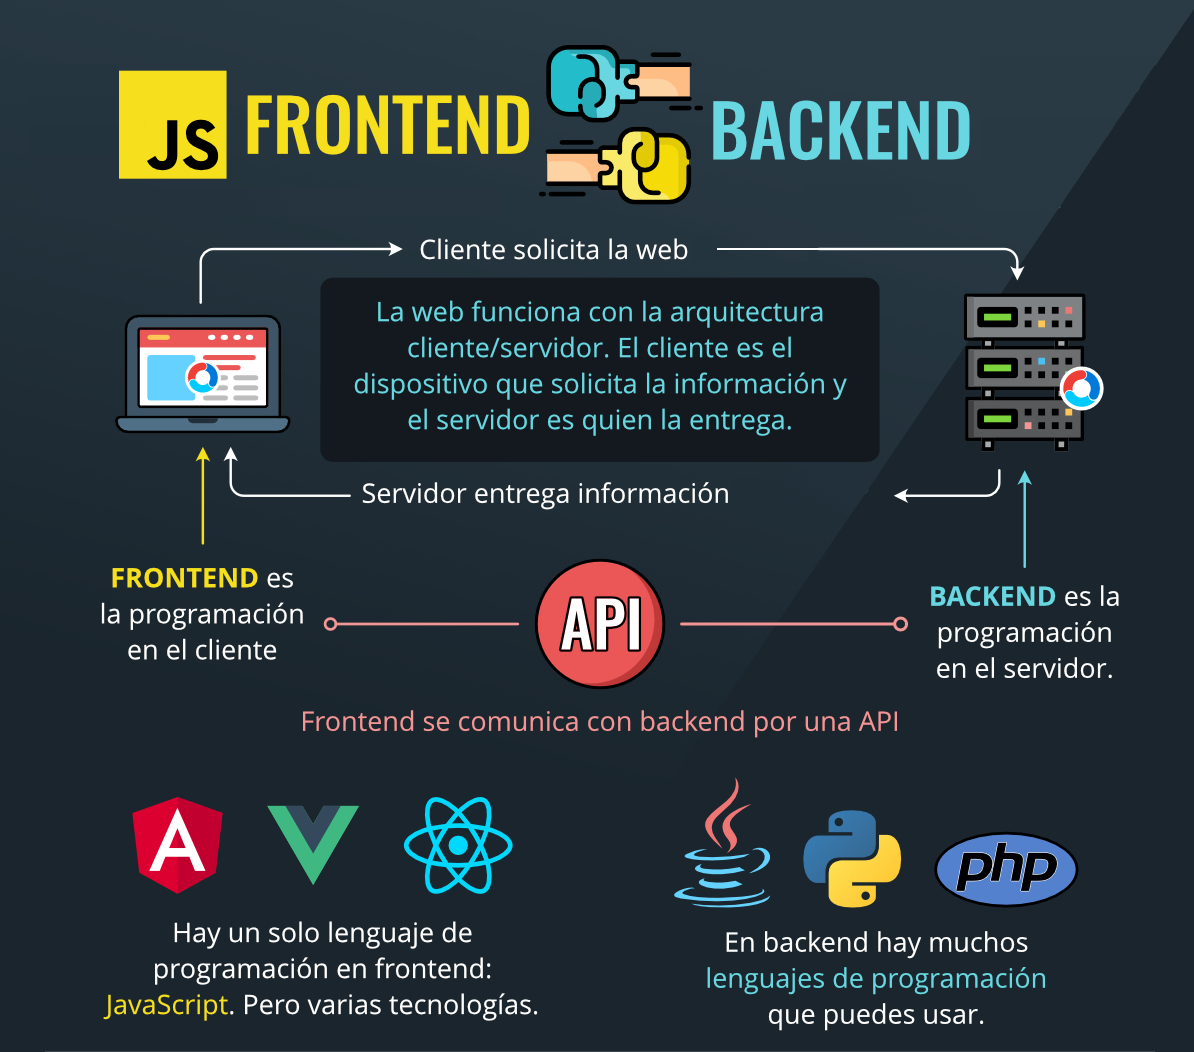 JS FRONTEND
BACKEND
Cliente solicita la web
La web funciona con la arquitectura
cliente/servidor. El cliente es el
dispositivo que solicita la información y
el servidor es quien la entrega.
Servidor entrega información
FRONTEND es
la programación
en el cliente
API
BACKEND es la
programación
en el servidor.
Frontend se comunica con backend por una API
A
php
Hay un solo lenguaje de
programación en frontend:
JavaScript. Pero varias tecnologías.
En backend hay muchos
lenguajes de programación
que puedes usar.